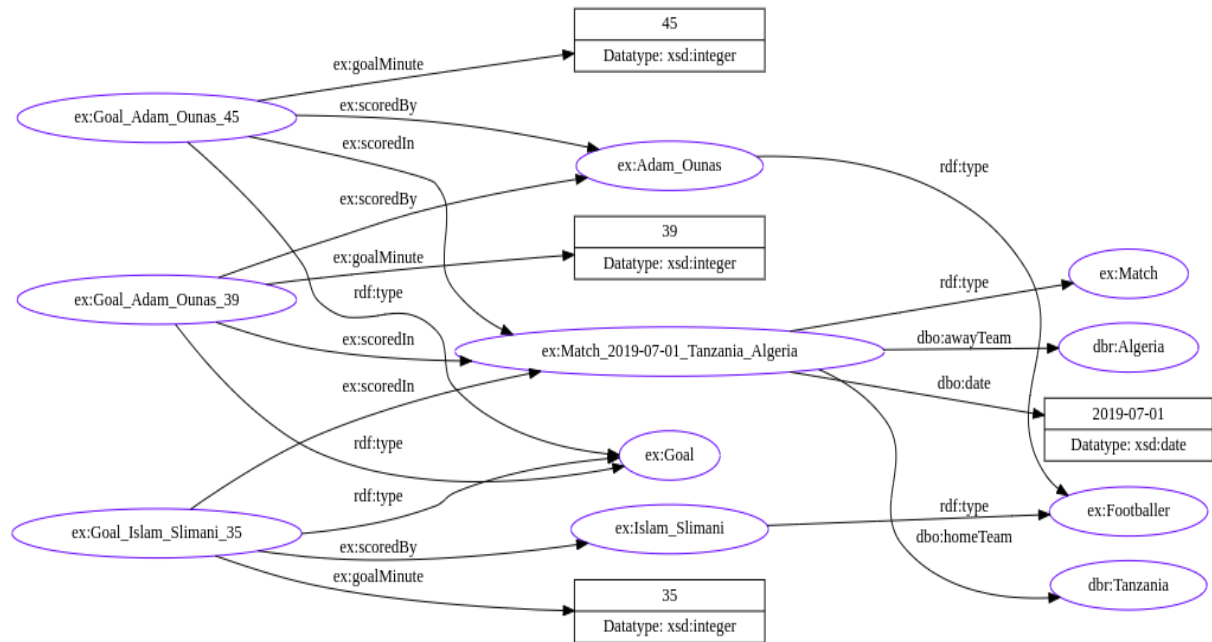 45
Datatype: xsd:integer
ex:goalMinute
ex:scoredBy
ex:Goal_Adam_Ounas_45
ex:scoredIn
ex:Adam_Ounas
rdf:type
ex:scoredBy
39
Datatype: xsd:integer
ex:goalMinute
ex:Match
rdf:type
ex:Goal_Adam_Ounas_39
rdf:type
ex:scoredIn
ex:Match_2019-07-01_Tanzania_Algeria
dbo:awayTeam
dbr:Algeria
ex:scoredIn
dbo:date
2019-07-01
Datatype: xsd:date
rdf:type
ex:Goal
rdf:type
ex:Goal_Islam_Slimani_35
ex:Islam_Slimani
rdf:type
ex:Footballer
ex:scoredBy
dbo:homeTeam
ex:goalMinute
dbr:Tanzania
35
Datatype: xsd:integer